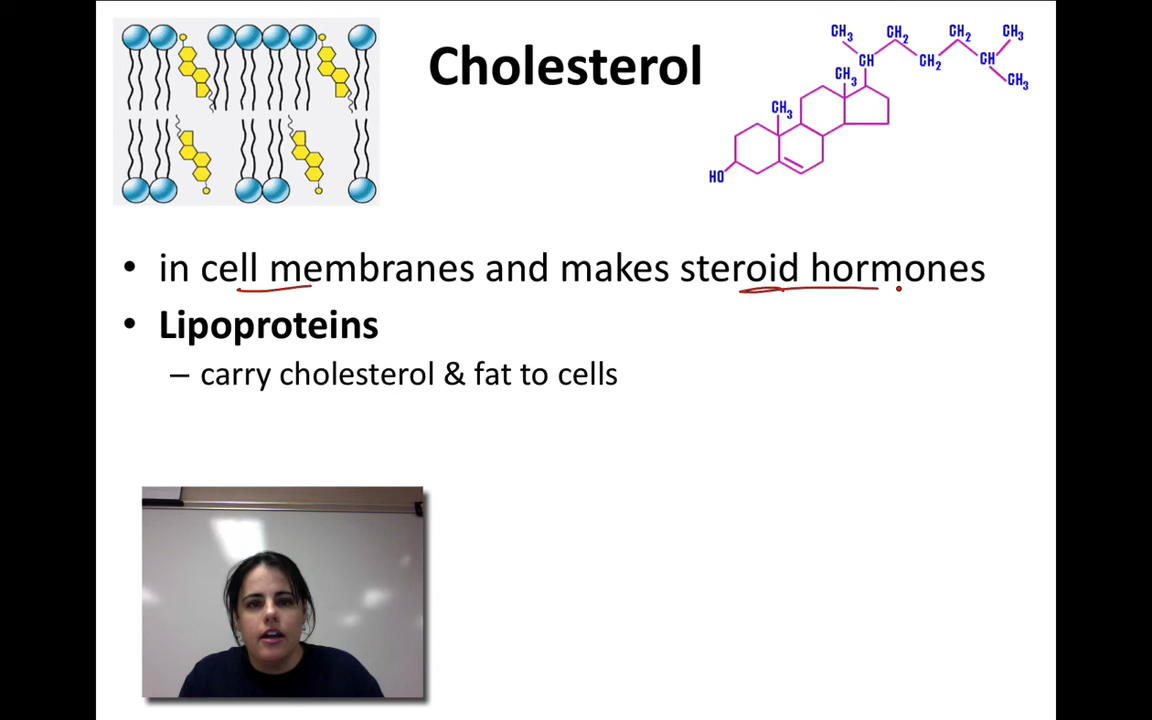 Cholesterol
CH3 CH2 CH2 CH3
CH CH2 CH
CH3 CH3
CH3
HO
• in cell membranes and makes steroid hormones
• Lipoproteins
– carry cholesterol & fat to cells